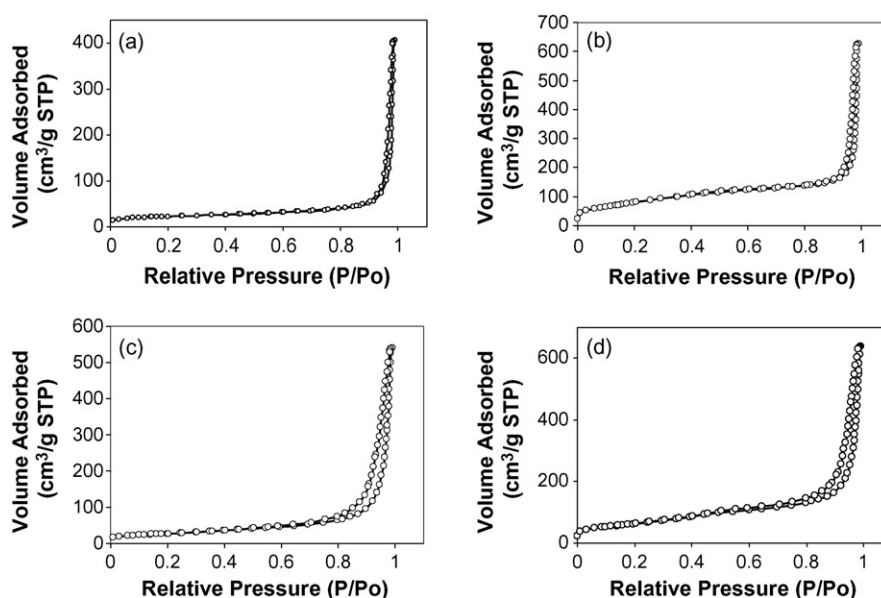 (a)
Volume Adsorbed
(cm³/g STP)
400
300
200
100
0
0 0.2 0.4 0.6 0.8 1
Relative Pressure (P/Po)
(b)
Volume Adsorbed
(cm³/g STP)
700
600
500
400
300
200
100
0
0 0.2 0.4 0.6 0.8 1
Relative Pressure (P/Po)
(c)
Volume Adsorbed
(cm³/g STP)
600
500
400
300
200
100
0
0 0.2 0.4 0.6 0.8 1
Relative Pressure (P/Po)
(d)
Volume Adsorbed
(cm³/g STP)
600
400
200
0
0 0.2 0.4 0.6 0.8 1
Relative Pressure (P/Po)